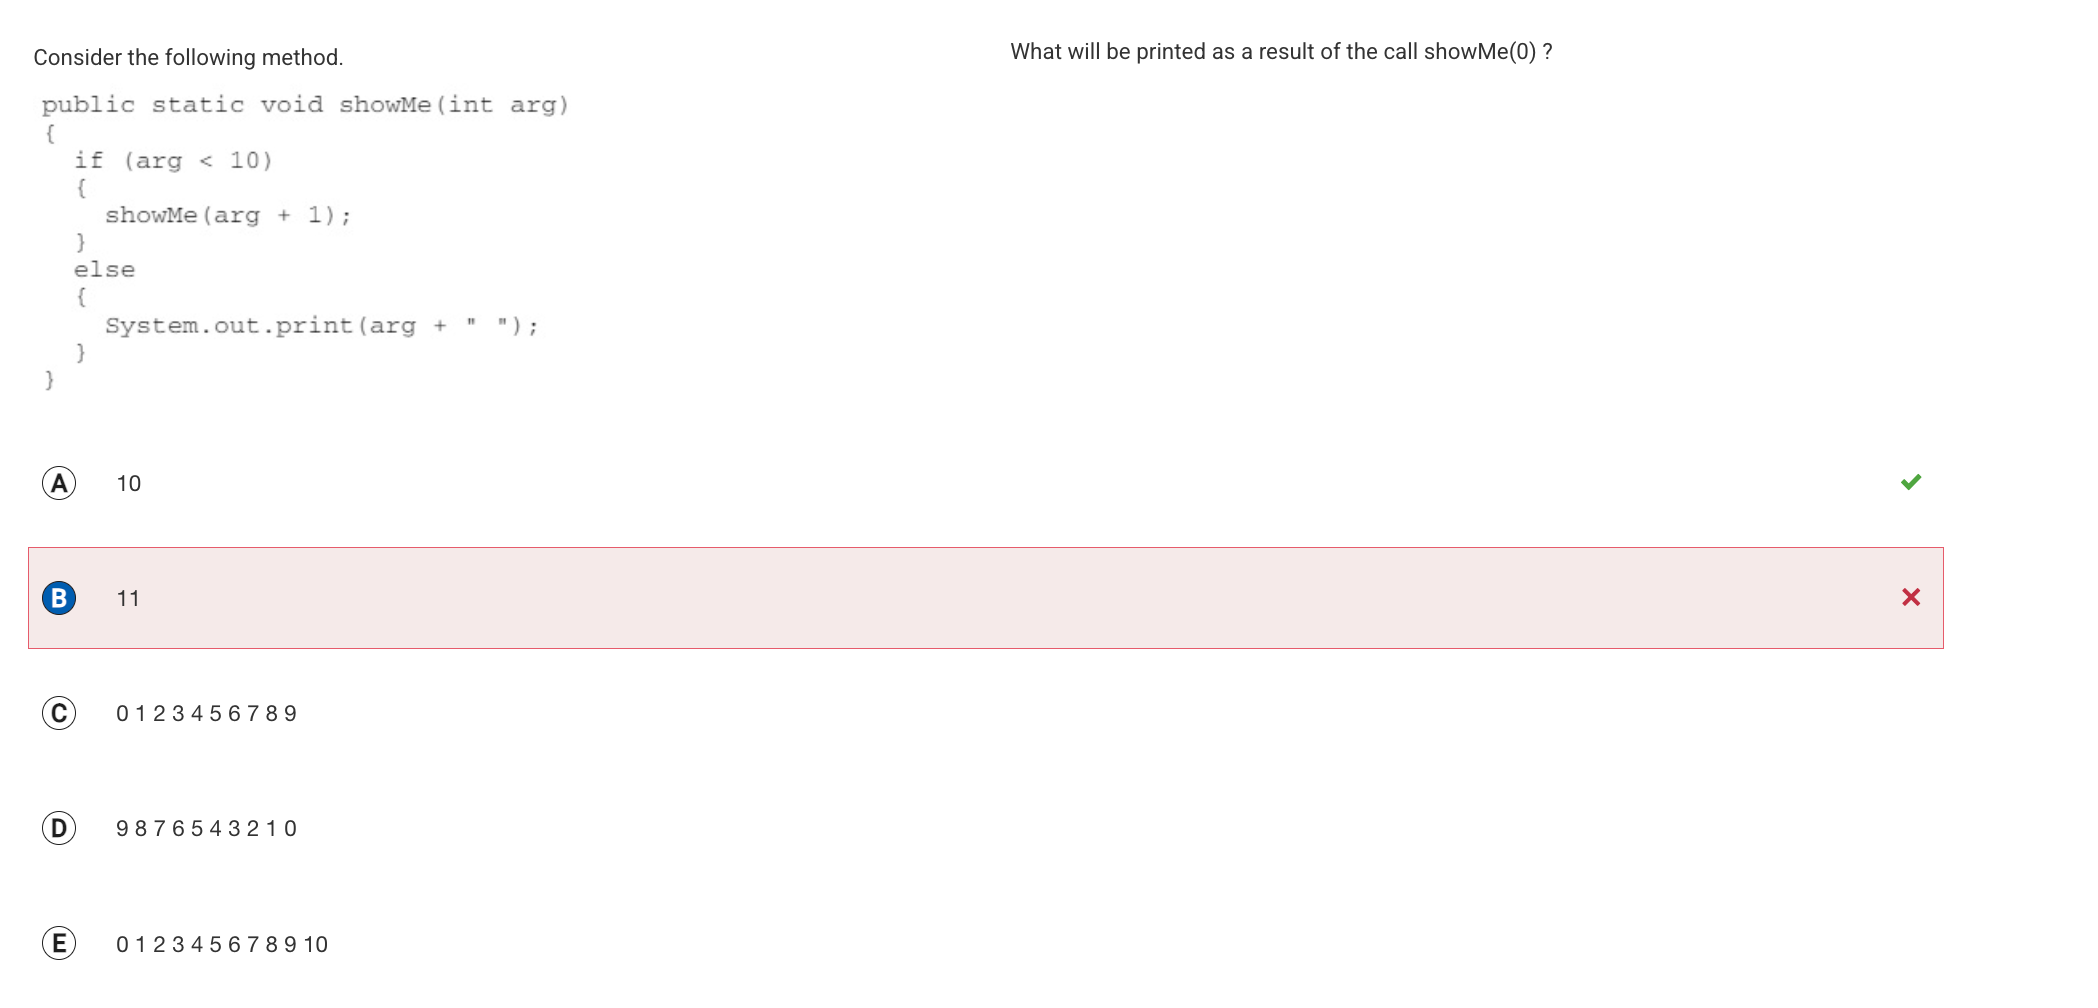 Consider the following method.
public static void showMe(int arg)
{
if (arg < 10)
{
showMe(arg + 1);
}
else
{
System.out.print(arg + " ");
}
}
What will be printed as a result of the call showMe(0) ?
A 10
B 11
C 0 1 2 3 4 5 6 7 8 9
D 9 8 7 6 5 4 3 2 1 0
E 0 1 2 3 4 5 6 7 8 9 10